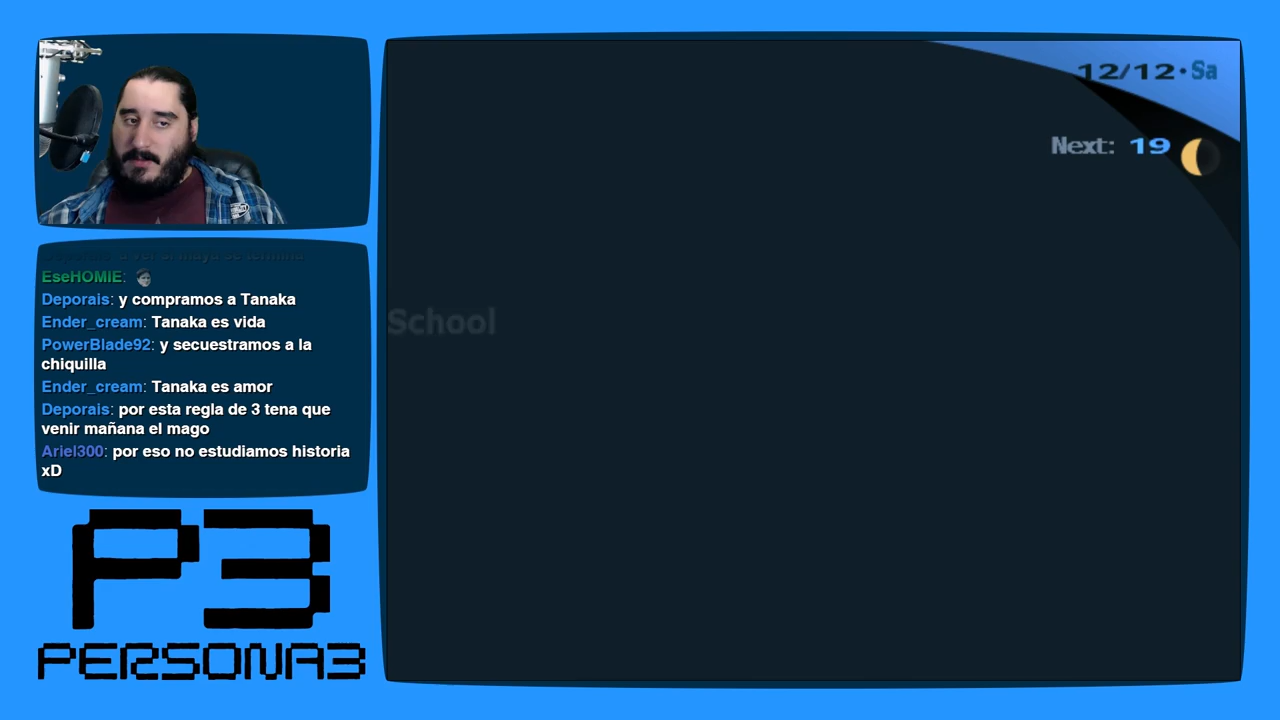 12/12·Sa
Next: 19
School
EseHOMIE:
Deporais: y compramos a Tanaka
Ender_cream: Tanaka es vida
PowerBlade92: y secuestramos a la
chiquilla
Ender_cream: Tanaka es amor
Deporais: por esta regla de 3 tena que
venir mañana el mago
Ariel300: por eso no estudiamos historia
xD
P3
PERSONA3